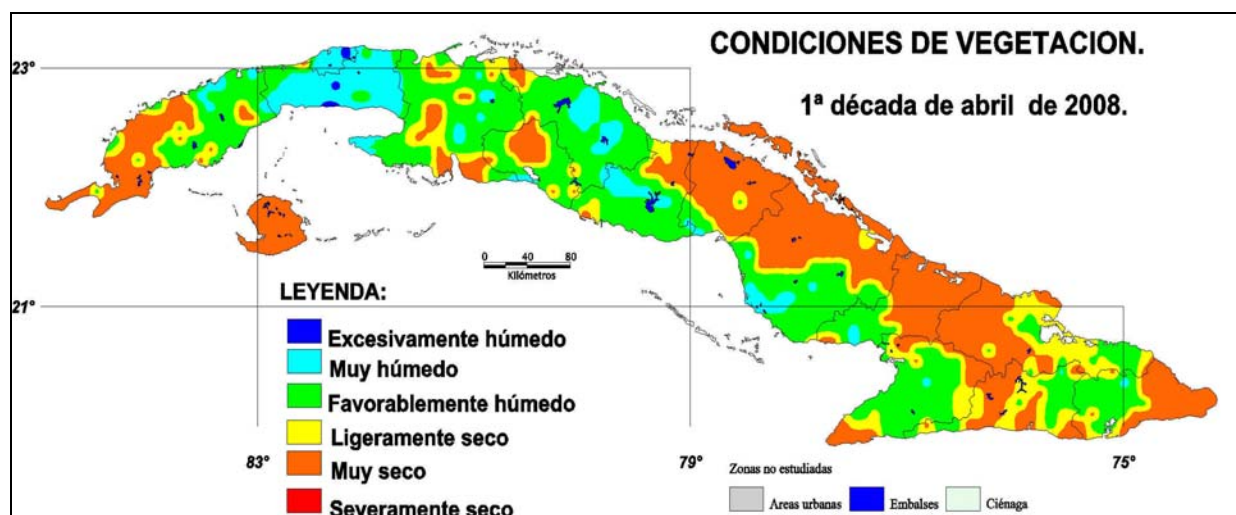 CONDICIONES DE VEGETACION.
1ª década de abril de 2008.
23°
21°
0 40 80
Kilómetros
LEYENDA:
Excesivamente húmedo
Muy húmedo
Favorablemente húmedo
Ligeramente seco
Muy seco
Severamente seco
83°
79°
75°
Zonas no estudiadas
Areas urbanas
Embalses
Ciénaga